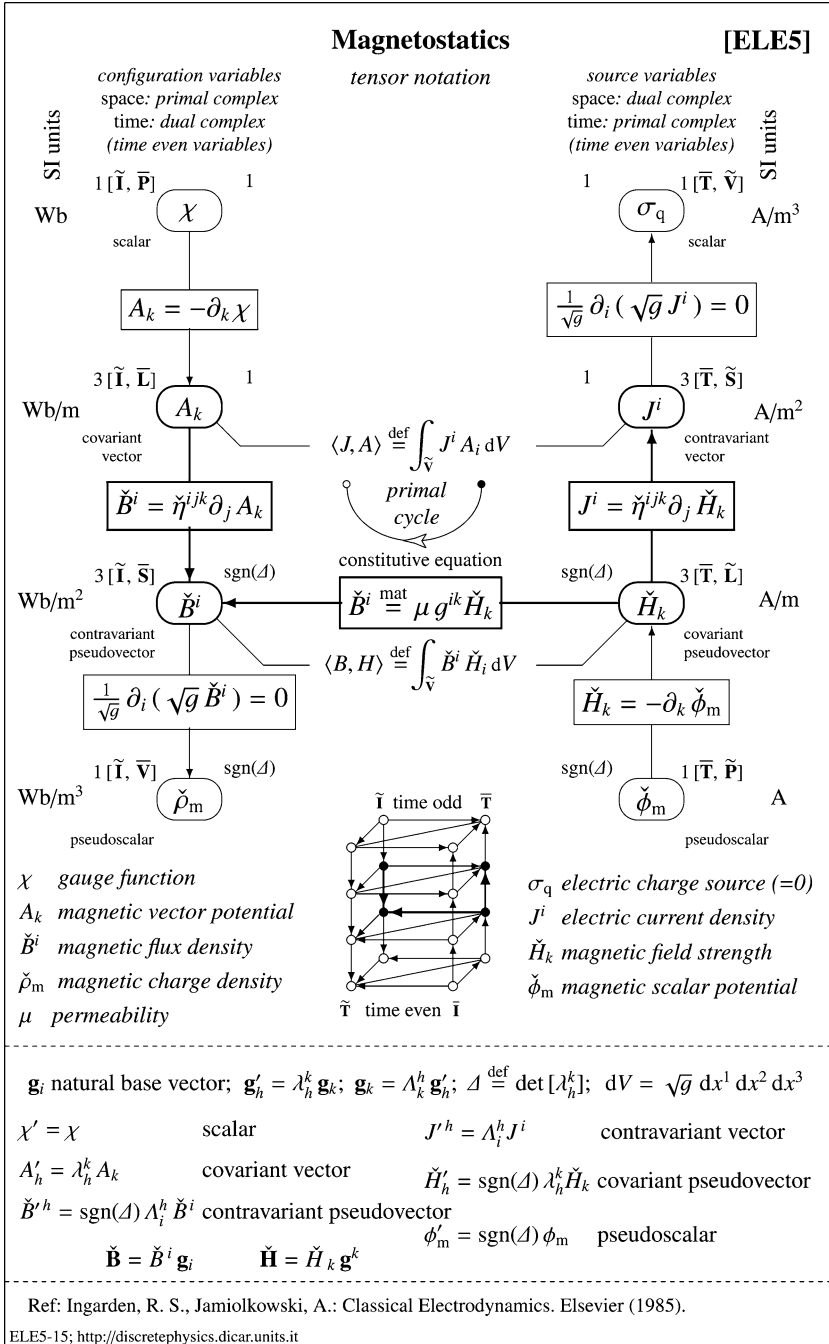 Magnetostatics [ELE5]
configuration variables
space: primal complex
time: dual complex
(time even variables)
tensor notation
source variables
space: dual complex
time: primal complex
(time even variables)
SI units
SI units
1 [Ĩ, P̅] 1
Wb χ
scalar
1 1 [T̅, Ṽ]
σ_q A/m³
scalar
A_k = −∂_k χ
1/√g ∂_i ( √g J^i ) = 0
3 [Ĩ, L̅] 1
Wb/m A_k
covariant
vector
1 3 [T̅, S̃]
J^i A/m²
contravariant
vector
⟨J, A⟩ def= ∫_Ṽ J^i A_i dV
primal
cycle
B̌^i = η̌^{ijk} ∂_j A_k
J^i = η̌^{ijk} ∂_j Ȟ_k
constitutive equation
3 [Ĩ, S̅] sgn(Δ)
Wb/m² B̌^i
contravariant
pseudovector
B̌^i mat= μ g^{ik} Ȟ_k
sgn(Δ) 3 [T̅, L̃]
Ȟ_k A/m
covariant
pseudovector
⟨B, H⟩ def= ∫_Ṽ B̌^i Ȟ_i dV
1/√g ∂_i ( √g B̌^i ) = 0
Ȟ_k = −∂_k φ̌_m
1 [Ĩ, V̅] sgn(Δ)
Wb/m³ ρ̌_m
pseudoscalar
sgn(Δ) 1 [T̅, P̃]
φ̌_m A
pseudoscalar
Ĩ time odd T̅
T̃ time even I̅
χ gauge function
A_k magnetic vector potential
B̌^i magnetic flux density
ρ̌_m magnetic charge density
μ permeability
σ_q electric charge source (=0)
J^i electric current density
Ȟ_k magnetic field strength
φ̌_m magnetic scalar potential
g_i natural base vector; g′_h = λ^k_h g_k; g_k = Λ^h_k g′_h; Δ def= det [λ^k_h]; dV = √g dx¹ dx² dx³
χ′ = χ scalar
A′_h = λ^k_h A_k covariant vector
B̌′^h = sgn(Δ) Λ^h_i B̌^i contravariant pseudovector
B̌ = B̌^i g_i Ȟ = Ȟ_k g^k
J′^h = Λ^h_i J^i contravariant vector
Ȟ′_h = sgn(Δ) λ^k_h Ȟ_k covariant pseudovector
φ′_m = sgn(Δ) φ_m pseudoscalar
Ref: Ingarden, R. S., Jamiolkowski, A.: Classical Electrodynamics. Elsevier (1985).
ELE5-15; http://discretephysics.dicar.units.it